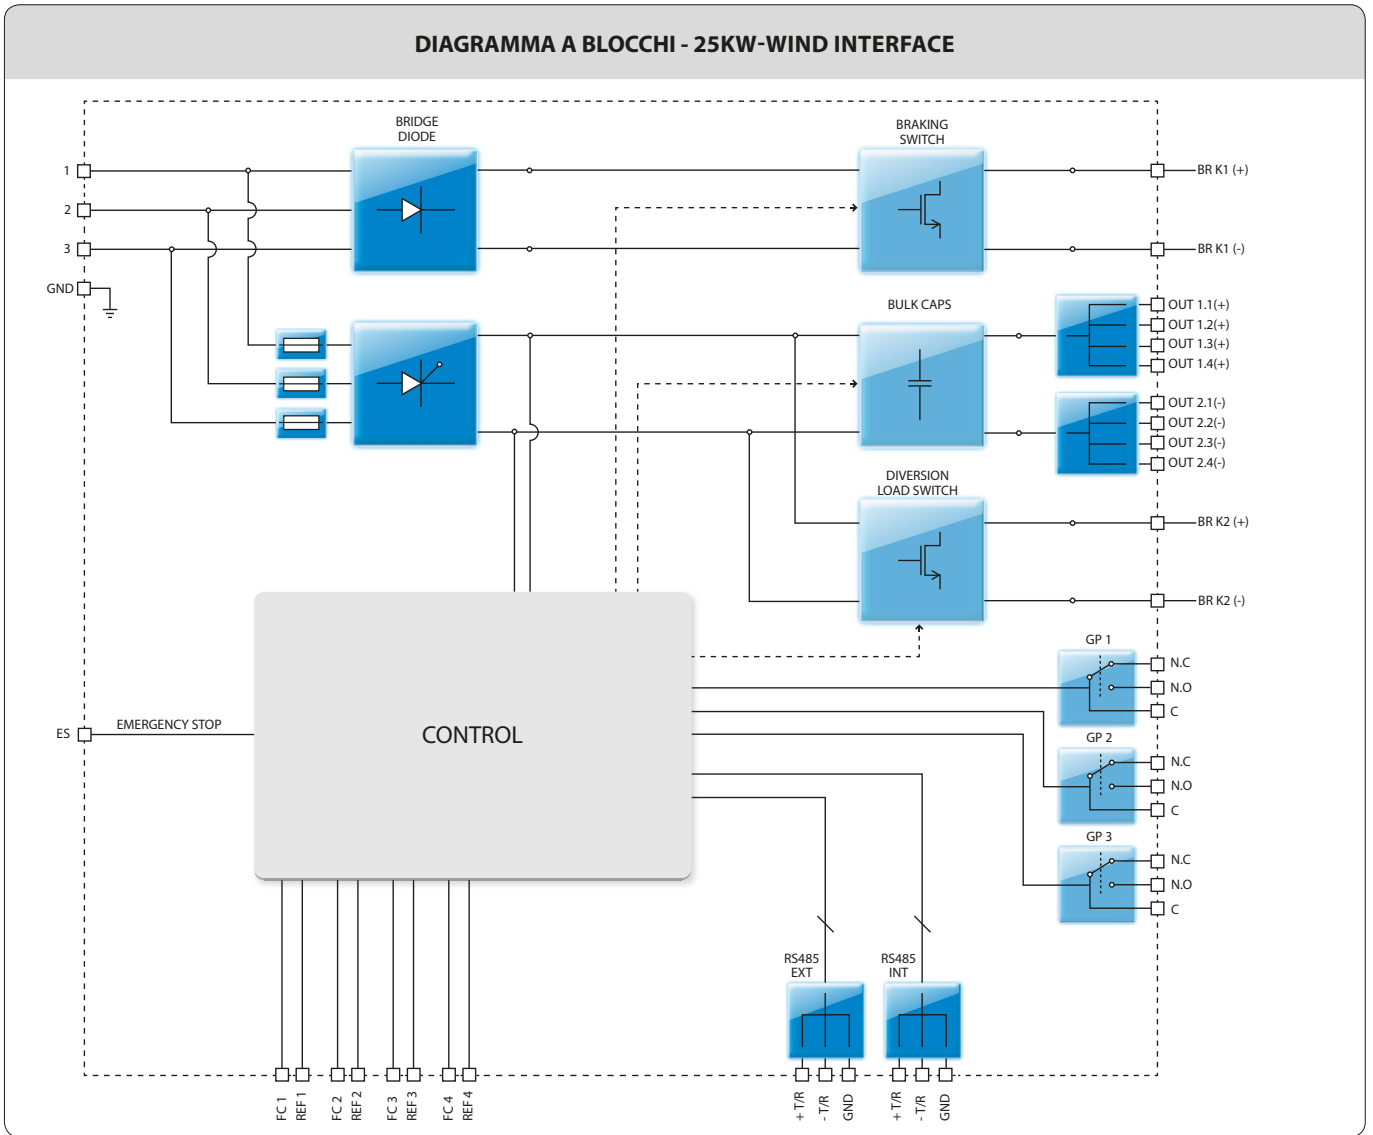 DIAGRAMMA A BLOCCHI - 25KW-WIND INTERFACE
BRIDGE
DIODE
BRAKING
SWITCH
1
2
3
GND
BR K1 (+)
BR K1 (-)
BULK CAPS
OUT 1.1(+)
OUT 1.2(+)
OUT 1.3(+)
OUT 1.4(+)
OUT 2.1(-)
OUT 2.2(-)
OUT 2.3(-)
OUT 2.4(-)
DIVERSION
LOAD SWITCH
BR K2 (+)
BR K2 (-)
GP 1
N.C
N.O
C
ES
EMERGENCY STOP
CONTROL
GP 2
N.C
N.O
C
GP 3
N.C
N.O
C
RS485
EXT
RS485
INT
FC 1
REF 1
FC 2
REF 2
FC 3
REF 3
FC 4
REF 4
+ T/R
- T/R
GND
+ T/R
- T/R
GND